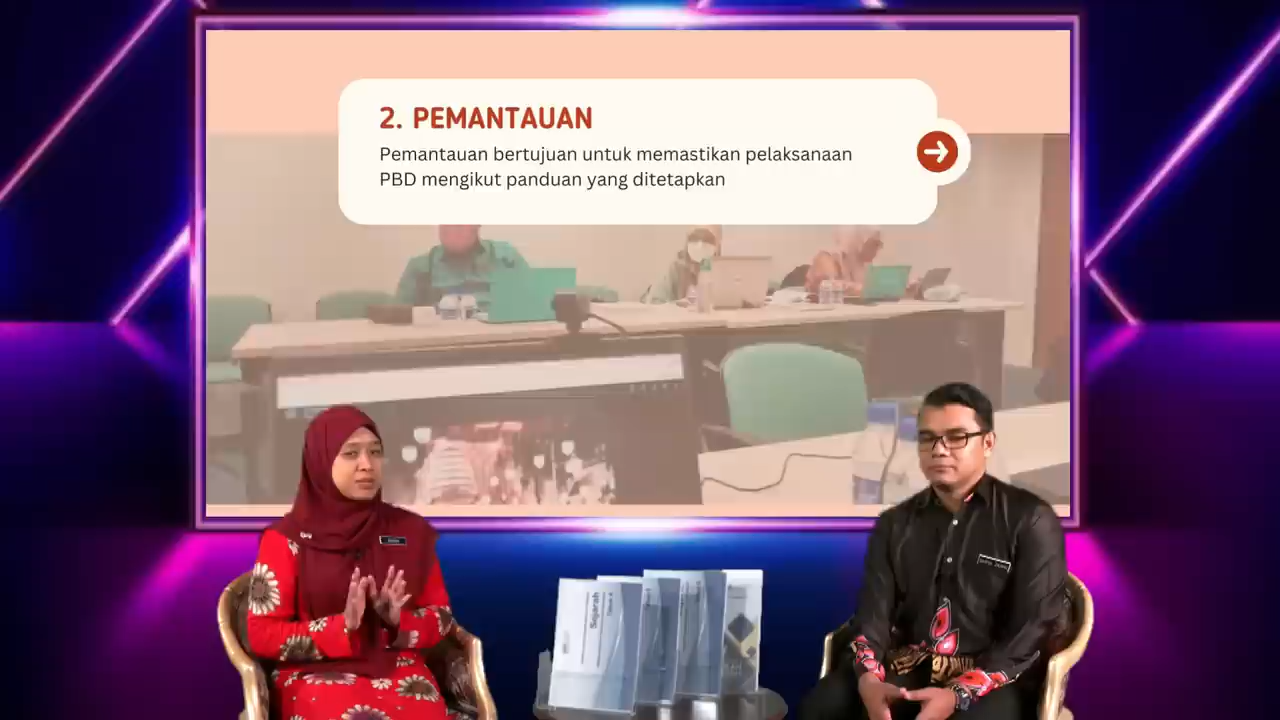 2. PEMANTAUAN
Pemantauan bertujuan untuk memastikan pelaksanaan
PBD mengikut panduan yang ditetapkan
Sejarah